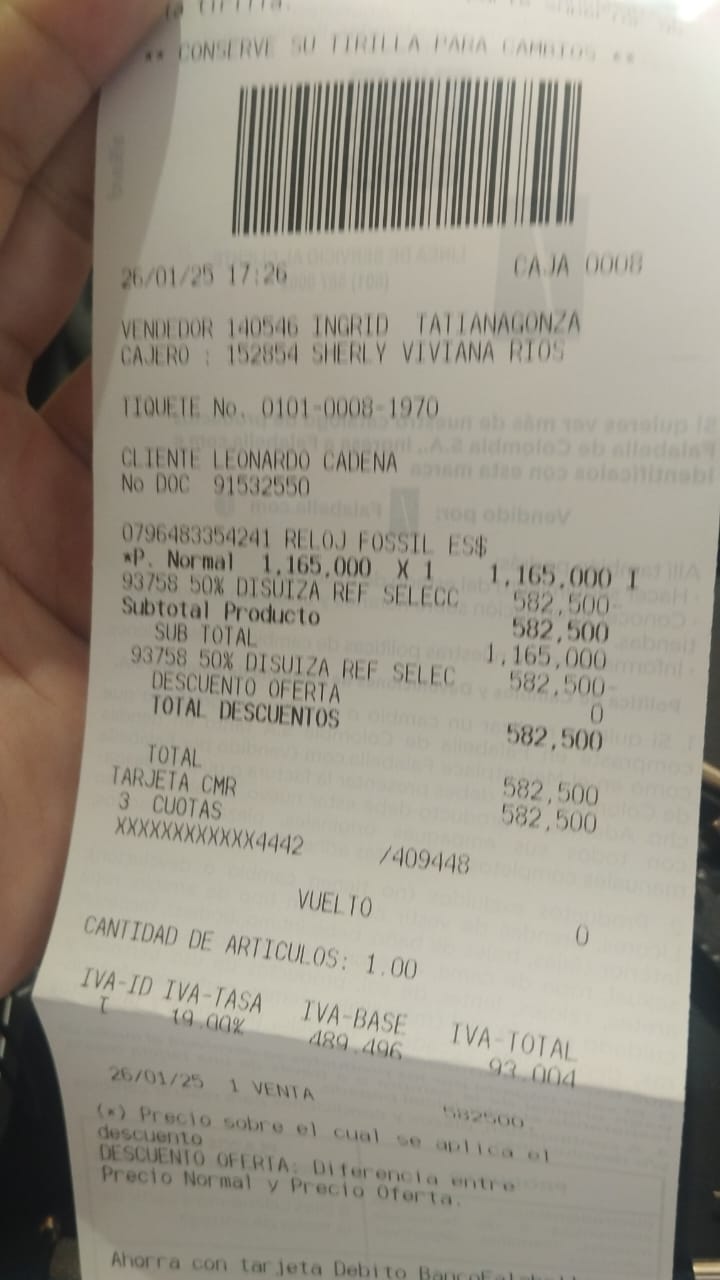 la tirilla.
** CONSERVE SU TIRILLA PARA CAMBIOS **
26/01/25 17:26 CAJA 0008
VENDEDOR 140546 INGRID TATIANAGONZA
CAJERO : 152854 SHERLY VIVIANA RIOS
TIQUETE No. 0101-0008-1970
CLIENTE LEONARDO CADENA
No DOC 91532550
0796483354241 RELOJ FOSSIL ES$
*P. Normal 1,165,000 X 1 1,165,000 I
93758 50% DISUIZA REF SELECC 582,500-
Subtotal Producto 582,500
SUB TOTAL 1,165,000
93758 50% DISUIZA REF SELEC 582,500-
DESCUENTO OFERTA 0
TOTAL DESCUENTOS 582,500
TOTAL 582,500
TARJETA CMR 582,500
3 CUOTAS
XXXXXXXXXXXX4442 /409448
VUELTO 0
CANTIDAD DE ARTICULOS: 1.00
IVA-ID IVA-TASA IVA-BASE IVA-TOTAL
I 19.00% 489.496 93.004
26/01/25 1 VENTA 582500
(*) Precio sobre el cual se aplica el
descuento
DESCUENTO OFERTA: Diferencia entre
Precio Normal y Precio Oferta.
Ahorra con tarjeta Debito